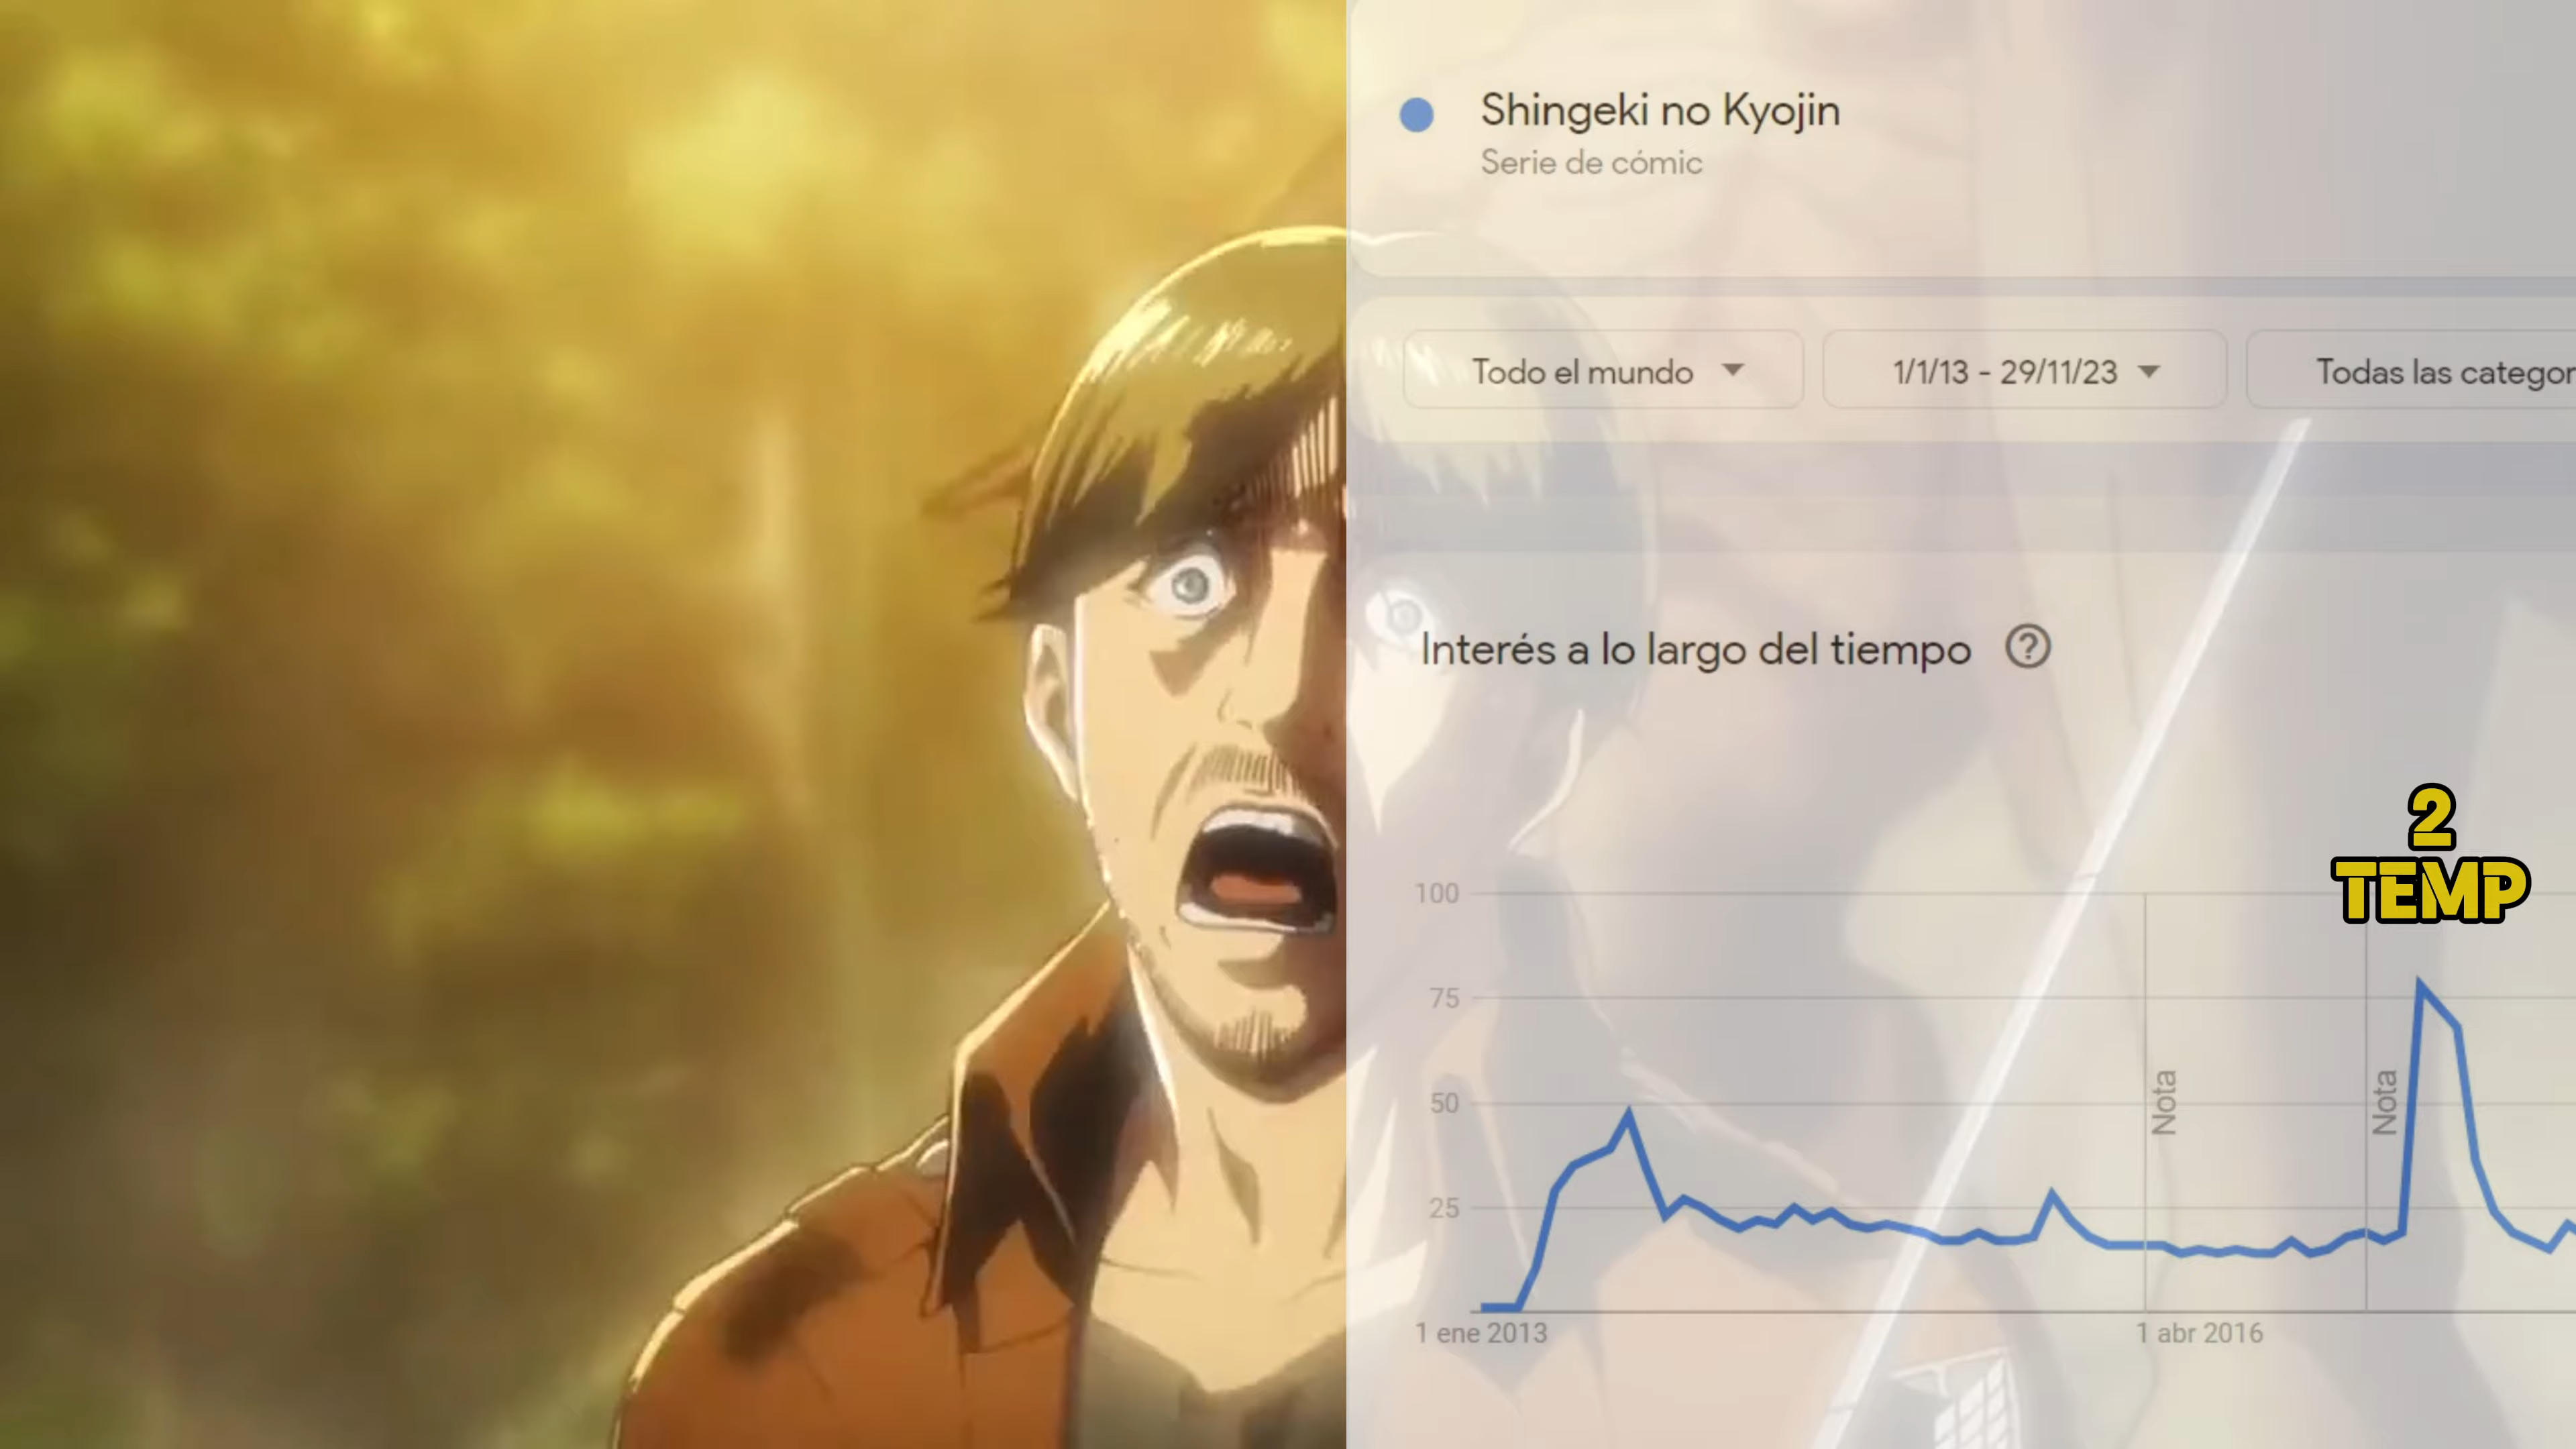 Shingeki no Kyojin
Serie de cómic
Todo el mundo
1/1/13 - 29/11/23
Todas las categor
Interés a lo largo del tiempo ?
2
TEMP
100
75
50
25
Nota
Nota
1 ene 2013
1 abr 2016